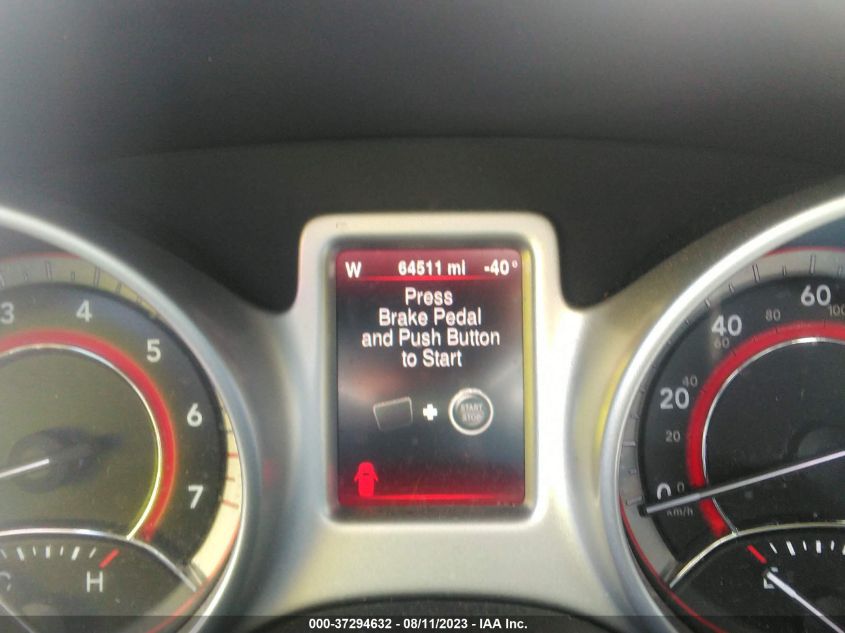 W 64511 mi -40°
Press
Brake Pedal
and Push Button
to Start
START
STOP
3 4 5 6 7
H
0 20 40 60
20 40 60 80 100
km/h
E
000-37294632 - 08/11/2023 - IAA Inc.